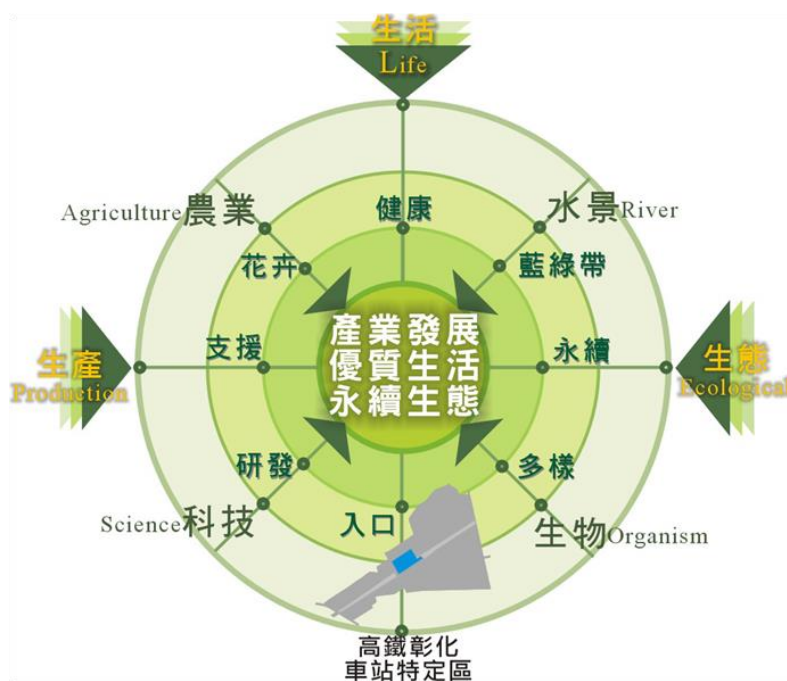 生活
Life
Agriculture農業
水景River
健康
花卉
藍綠帶
產業發展
優質生活
永續生態
支援
永續
生產
Production
生態
Ecological
研發
多樣
Science科技
入口
生物Organism
高鐵彰化
車站特定區